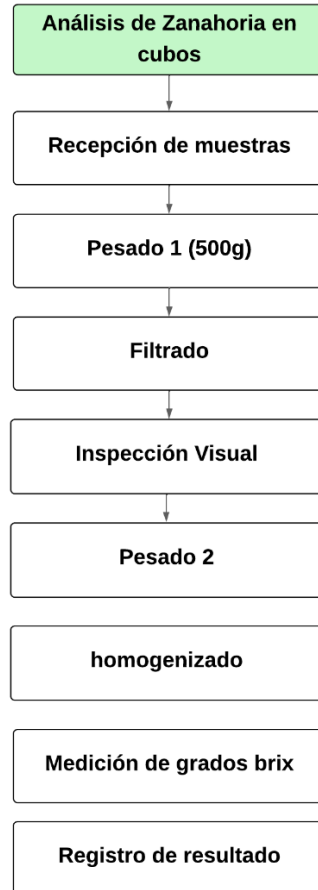 Análisis de Zanahoria en
cubos
Recepción de muestras
Pesado 1 (500g)
Filtrado
Inspección Visual
Pesado 2
homogenizado
Medición de grados brix
Registro de resultado